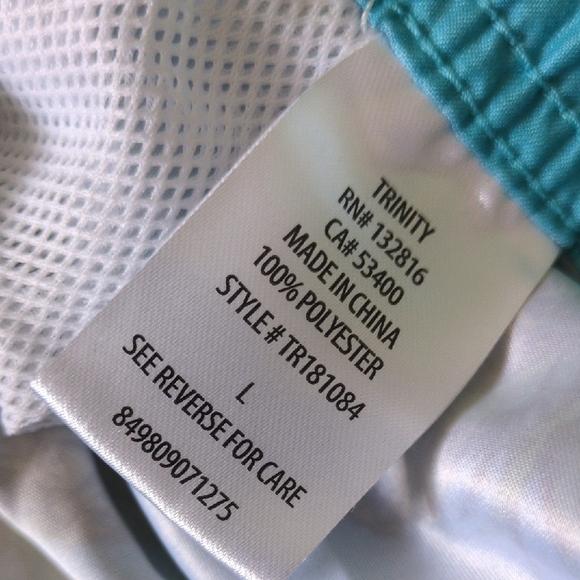 TRINITY
RN# 132816
CA# 53400
MADE IN CHINA
100% POLYESTER
STYLE # TR181084
L
SEE REVERSE FOR CARE
849809071275